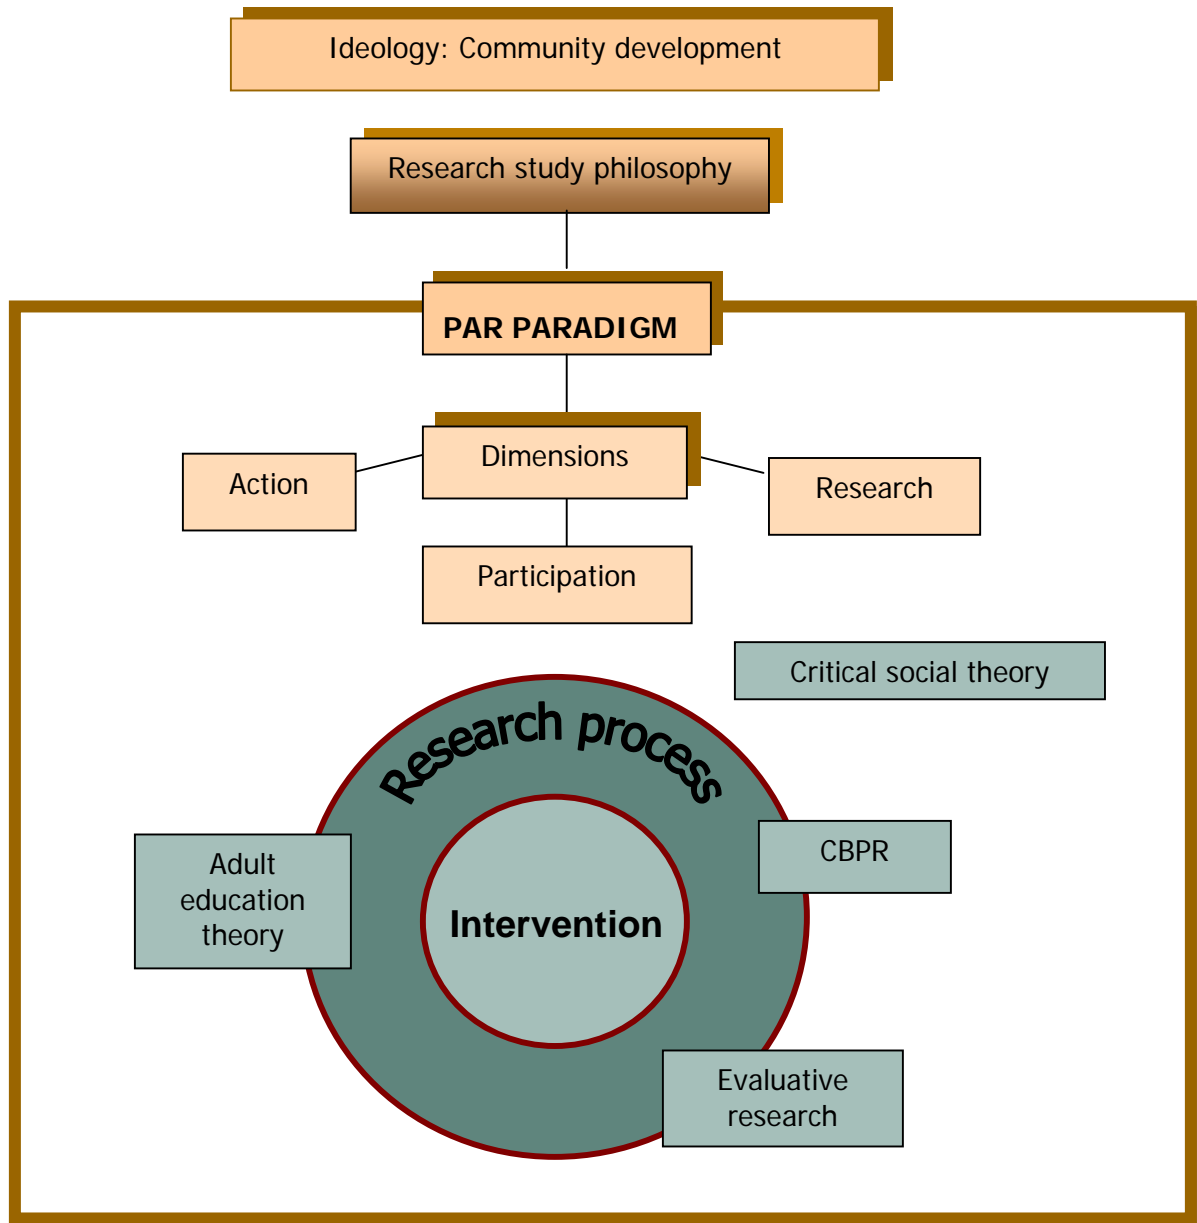 Ideology: Community development
Research study philosophy
PAR PARADIGM
Dimensions
Action
Research
Participation
Critical social theory
Research process
CBPR
Adult
education
theory
Intervention
Evaluative
research